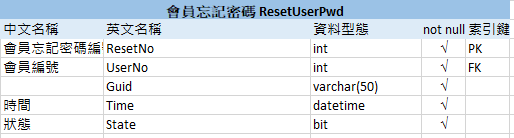 會員忘記密碼 ResetUserPwd
中文名稱 英文名稱 資料型態 not null 索引鍵
會員忘記密碼編 ResetNo int √ PK
會員編號 UserNo int √ FK
Guid varchar(50) √
時間 Time datetime √
狀態 State bit √